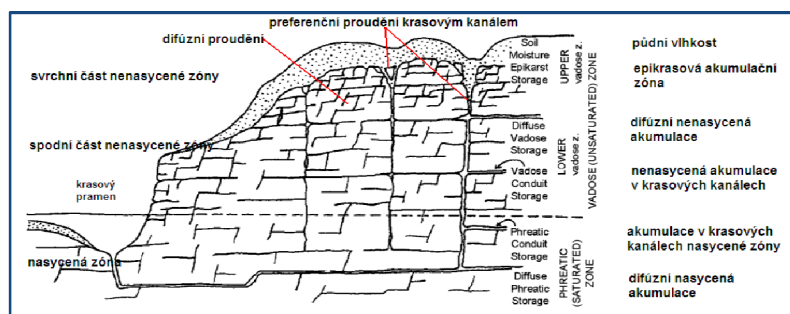 preferenční proudění krasovým kanálem
difúzní proudění
svrchní část nenasycené zóny
spodní část nenasycené zóny
krasový
pramen
nasycená zóna
Soil
Moisture
Epikarst
Storage
Diffuse
Vadose
Storage
Vadose
Conduit
Storage
Phreatic
Conduit
Storage
Diffuse
Phreatic
Storage
UPPER
vadose z.
LOWER
vadose z.
VADOSE (UNSATURATED) ZONE
PHREATIC
(SATURATED)
ZONE
půdní vlhkost
epikrasová akumulační
zóna
difúzní nenasycená
akumulace
nenasycená akumulace
v krasových kanálech
akumulace v krasových
kanálech nasycené zóny
difúzní nasycená
akumulace